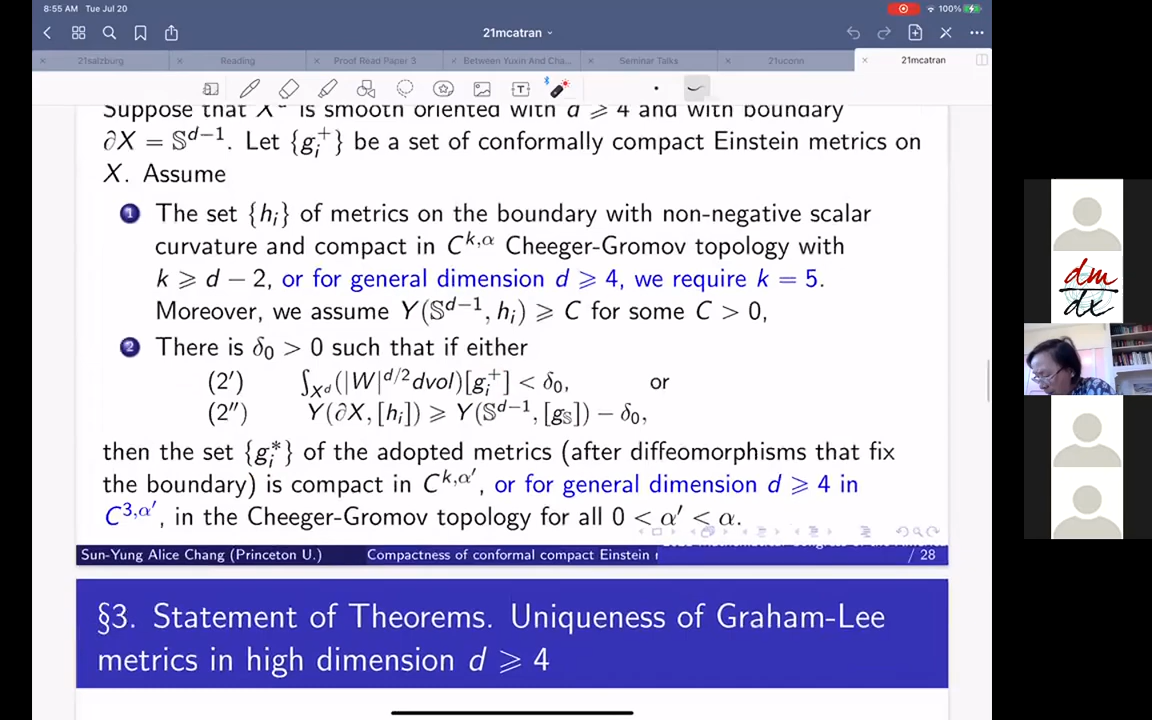 8:55 AM Tue Jul 20
100%
21mcatran
21salzburg
Reading
Proof Read Paper 3
Between Yuxin And Cha...
Seminar Talks
21uconn
21mcatran
Suppose that X^d is smooth oriented with d ⩾ 4 and with boundary
∂X = 𝕊^{d−1}. Let {g_i^+} be a set of conformally compact Einstein metrics on
X. Assume
1 The set {h_i} of metrics on the boundary with non-negative scalar
curvature and compact in C^{k,α} Cheeger-Gromov topology with
k ⩾ d − 2, or for general dimension d ⩾ 4, we require k = 5.
Moreover, we assume Y(𝕊^{d−1}, h_i) ⩾ C for some C > 0,
2 There is δ_0 > 0 such that if either
(2′) ∫_{X^d}(|W|^{d/2}dvol)[g_i^+] < δ_0, or
(2″) Y(∂X, [h_i]) ⩾ Y(𝕊^{d−1}, [g_𝕊]) − δ_0,
then the set {g_i^*} of the adopted metrics (after diffeomorphisms that fix
the boundary) is compact in C^{k,α′}, or for general dimension d ⩾ 4 in
C^{3,α′}, in the Cheeger-Gromov topology for all 0 < α′ < α.
Sun-Yung Alice Chang (Princeton U.) Compactness of conformal compact Einstein / 28
§3. Statement of Theorems. Uniqueness of Graham-Lee
metrics in high dimension d ⩾ 4
dm
dx